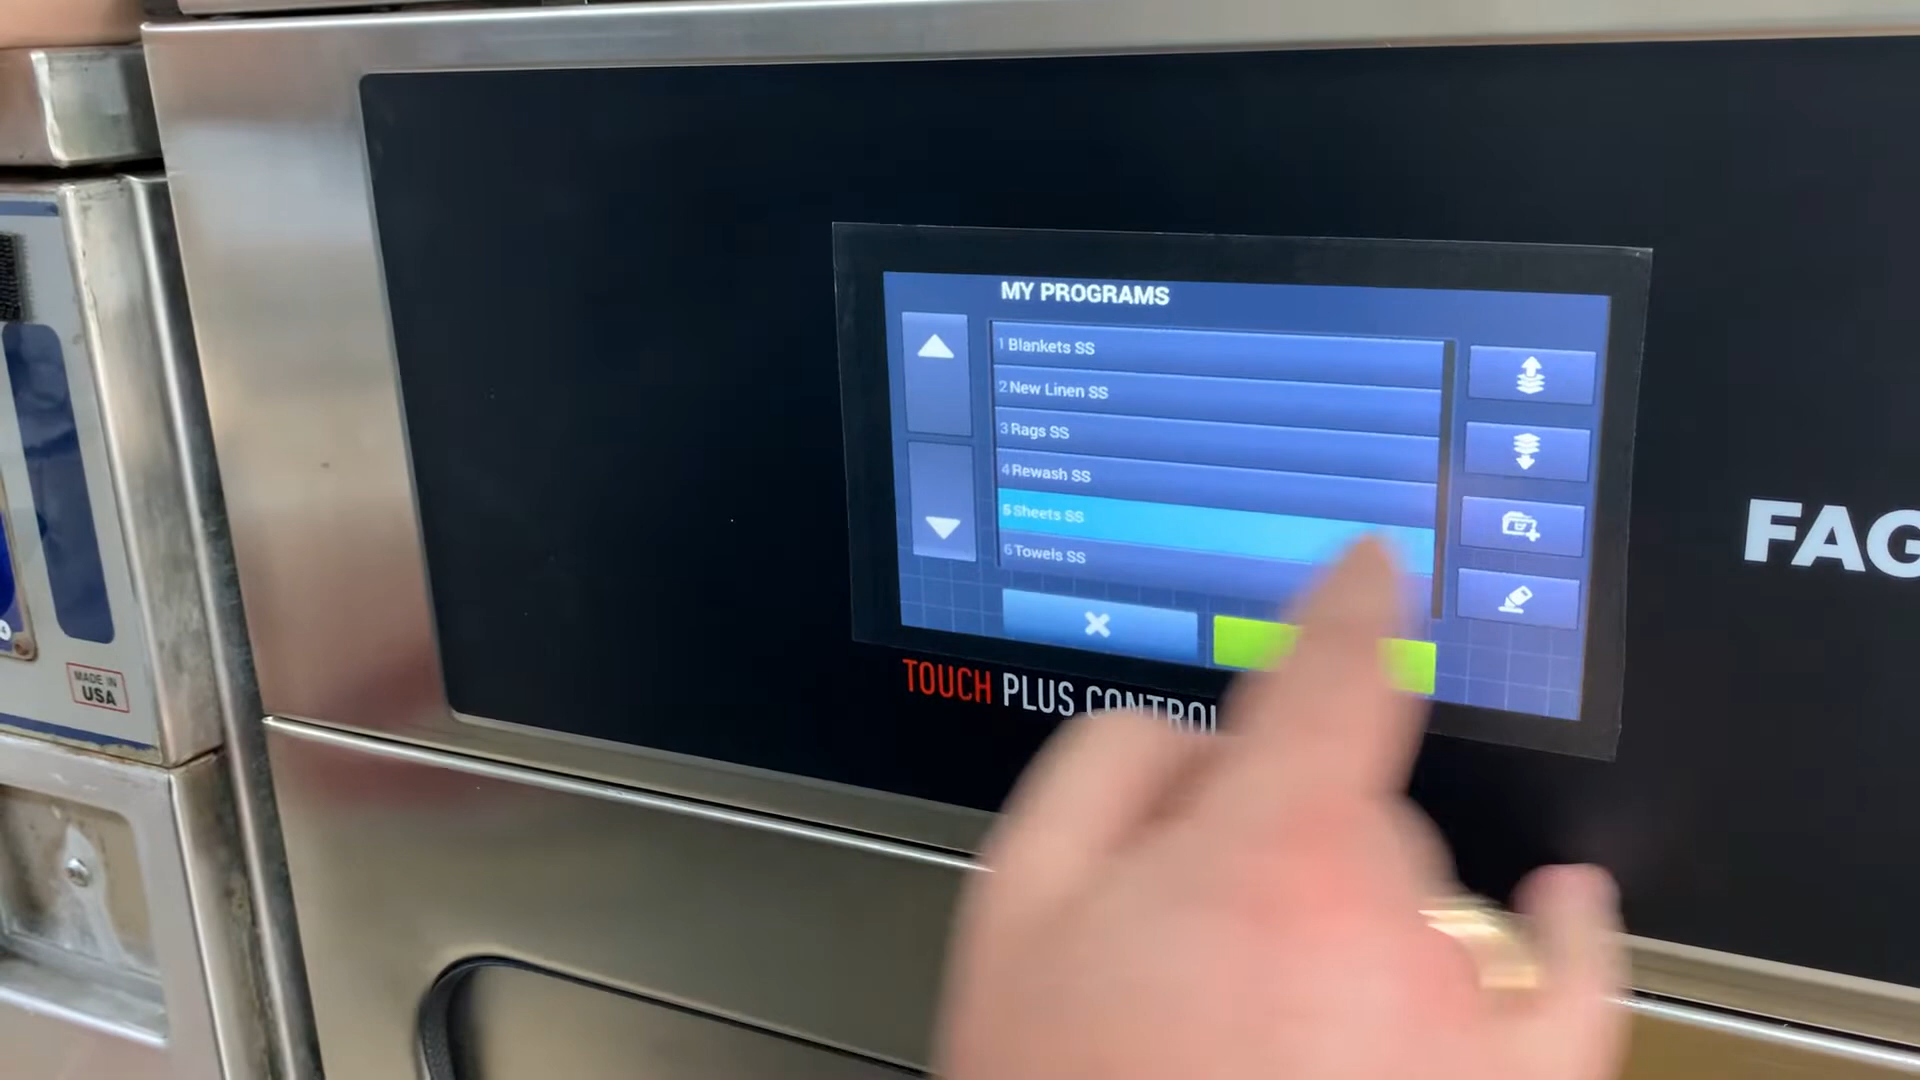 MY PROGRAMS
1 Blankets SS
2 New Linen SS
3 Rags SS
4 Rewash SS
5 Sheets SS
6 Towels SS
TOUCH PLUS CONTROL
FAG
MADE IN
USA